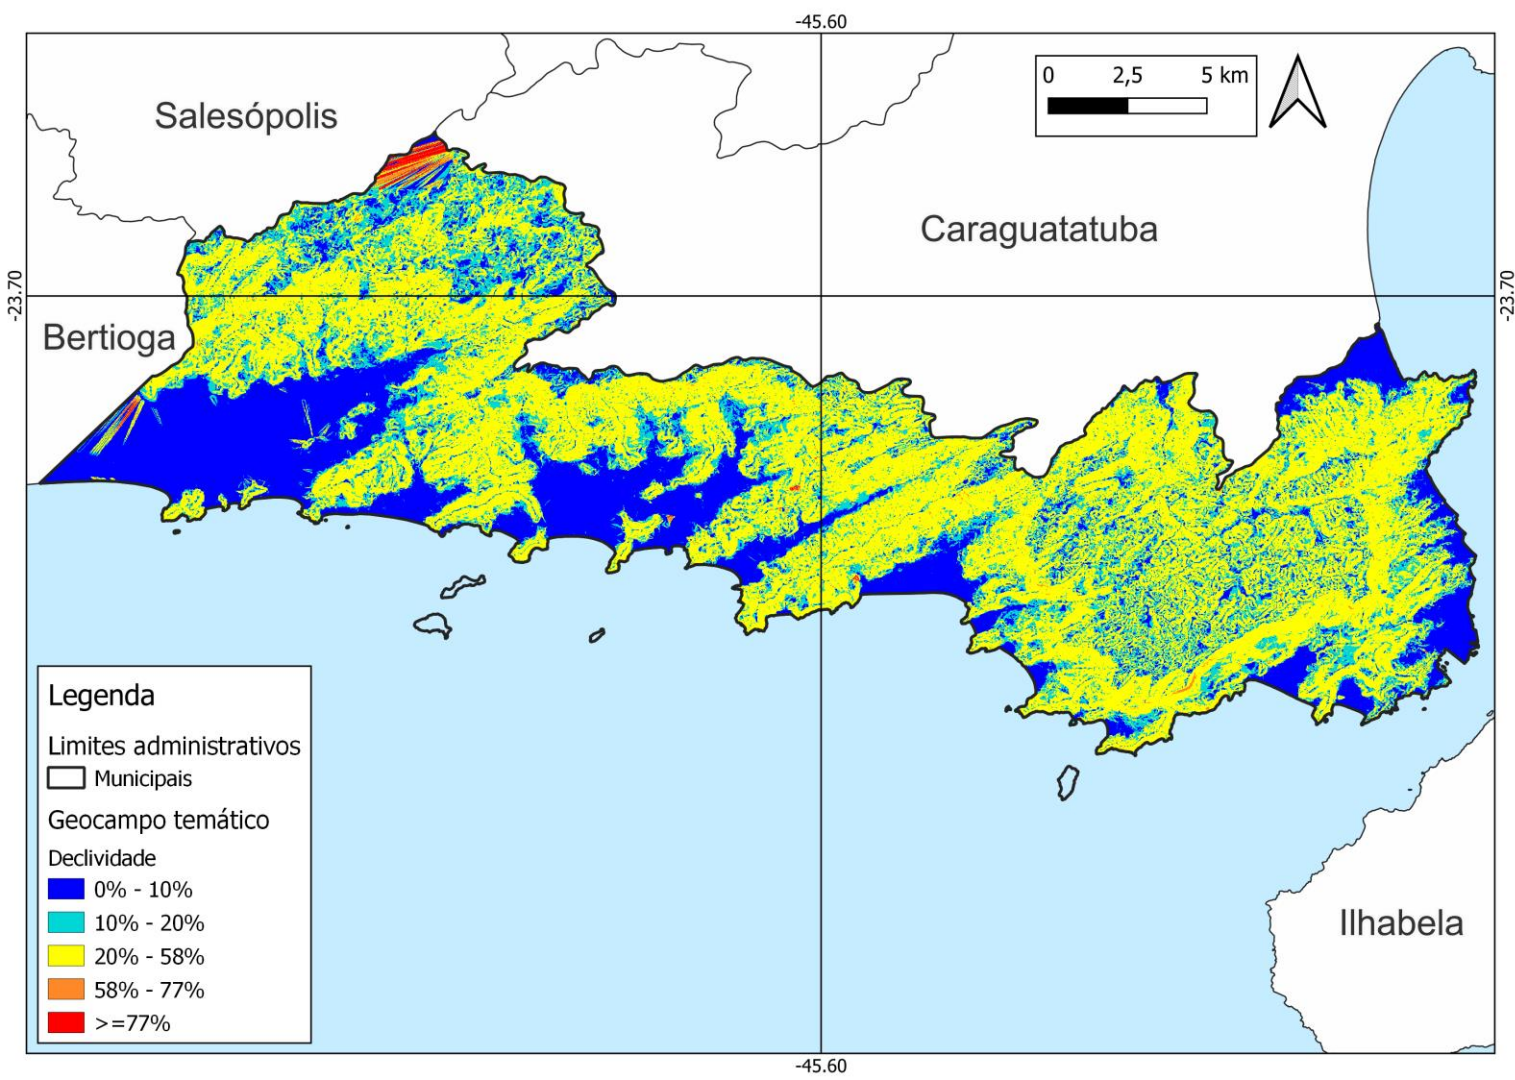 -45.60
0 2,5 5 km
Salesópolis
Caraguatatuba
-23.70
-23.70
Bertioga
Legenda
Limites administrativos
Municipais
Geocampo temático
Declividade
0% - 10%
10% - 20%
20% - 58%
58% - 77%
>=77%
Ilhabela
-45.60